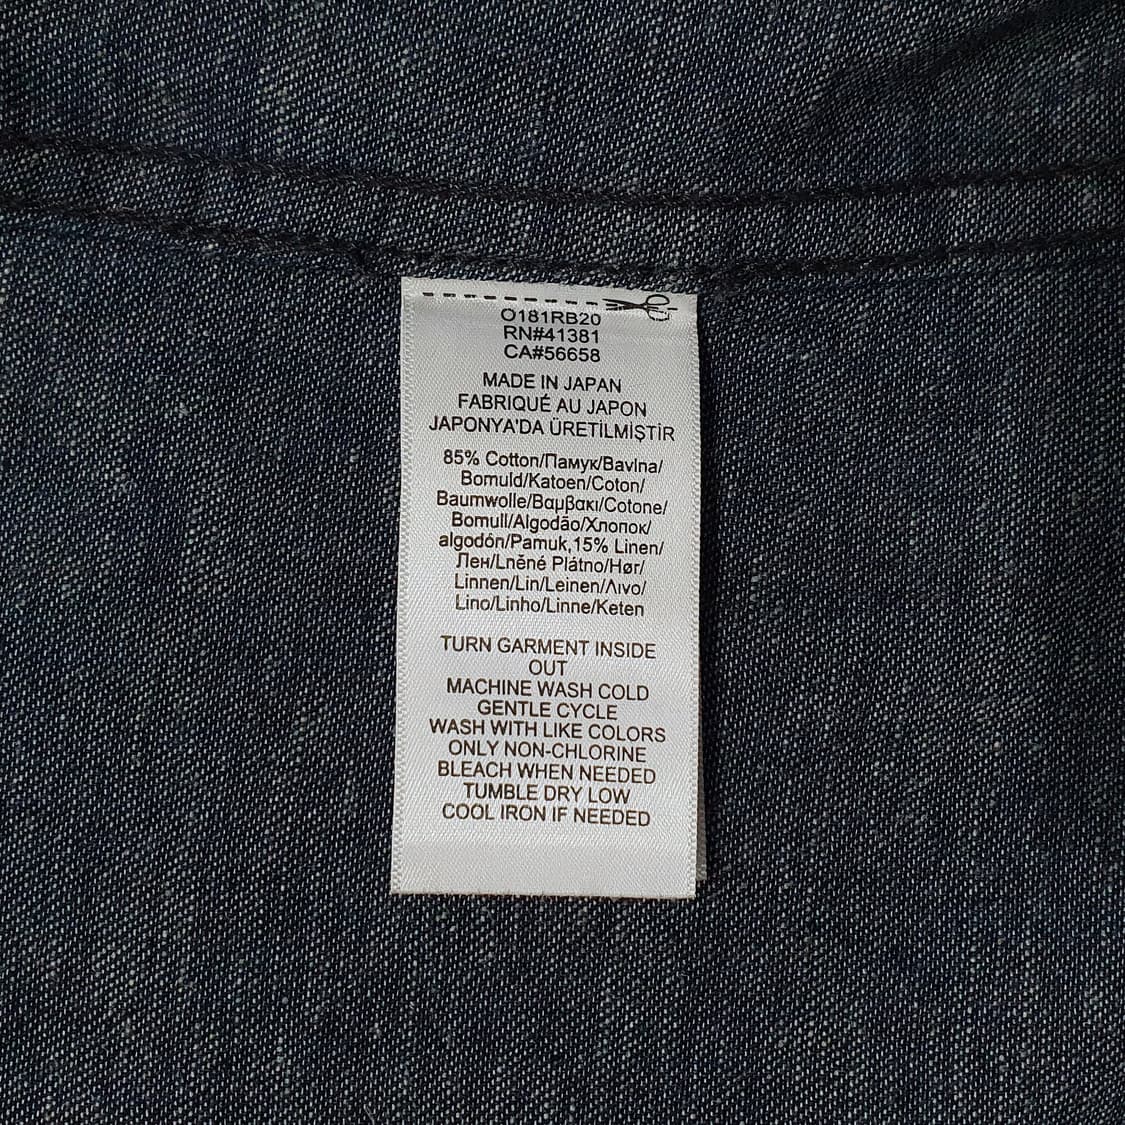 O181RB20
RN#41381
CA#56658
MADE IN JAPAN
FABRIQUÉ AU JAPON
JAPONYA'DA ÜRETİLMİŞTİR
85% Cotton/Памук/Bavlna/
Bomuld/Katoen/Coton/
Baumwolle/Βαμβακι/Cotone/
Bomull/Algodão/Хлопок/
algodón/Pamuk,15% Linen/
Лен/Lněné Plátno/Hør/
Linnen/Lin/Leinen/Λινο/
Lino/Linho/Linne/Keten
TURN GARMENT INSIDE
OUT
MACHINE WASH COLD
GENTLE CYCLE
WASH WITH LIKE COLORS
ONLY NON-CHLORINE
BLEACH WHEN NEEDED
TUMBLE DRY LOW
COOL IRON IF NEEDED